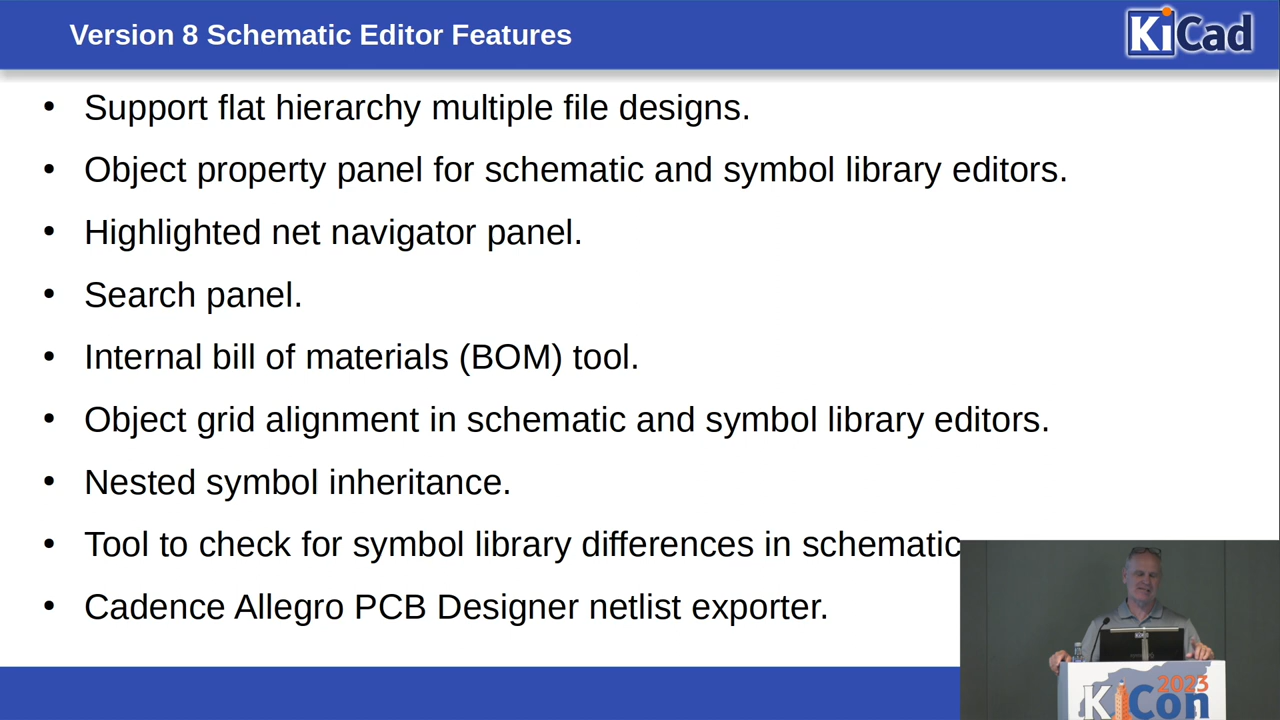 Version 8 Schematic Editor Features
KiCad
• Support flat hierarchy multiple file designs.
• Object property panel for schematic and symbol library editors.
• Highlighted net navigator panel.
• Search panel.
• Internal bill of materials (BOM) tool.
• Object grid alignment in schematic and symbol library editors.
• Nested symbol inheritance.
• Tool to check for symbol library differences in schematic
• Cadence Allegro PCB Designer netlist exporter.
KiCad
2023
KiCon